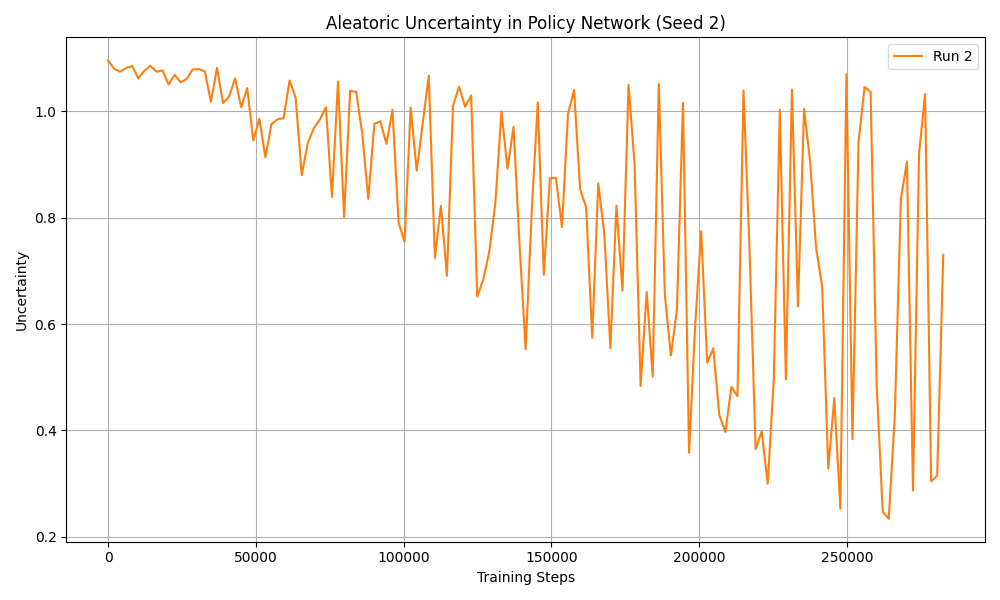 Aleatoric Uncertainty in Policy Network (Seed 2)
Run 2
Uncertainty
1.0
0.8
0.6
0.4
0.2
0
50000
100000
150000
200000
250000
Training Steps